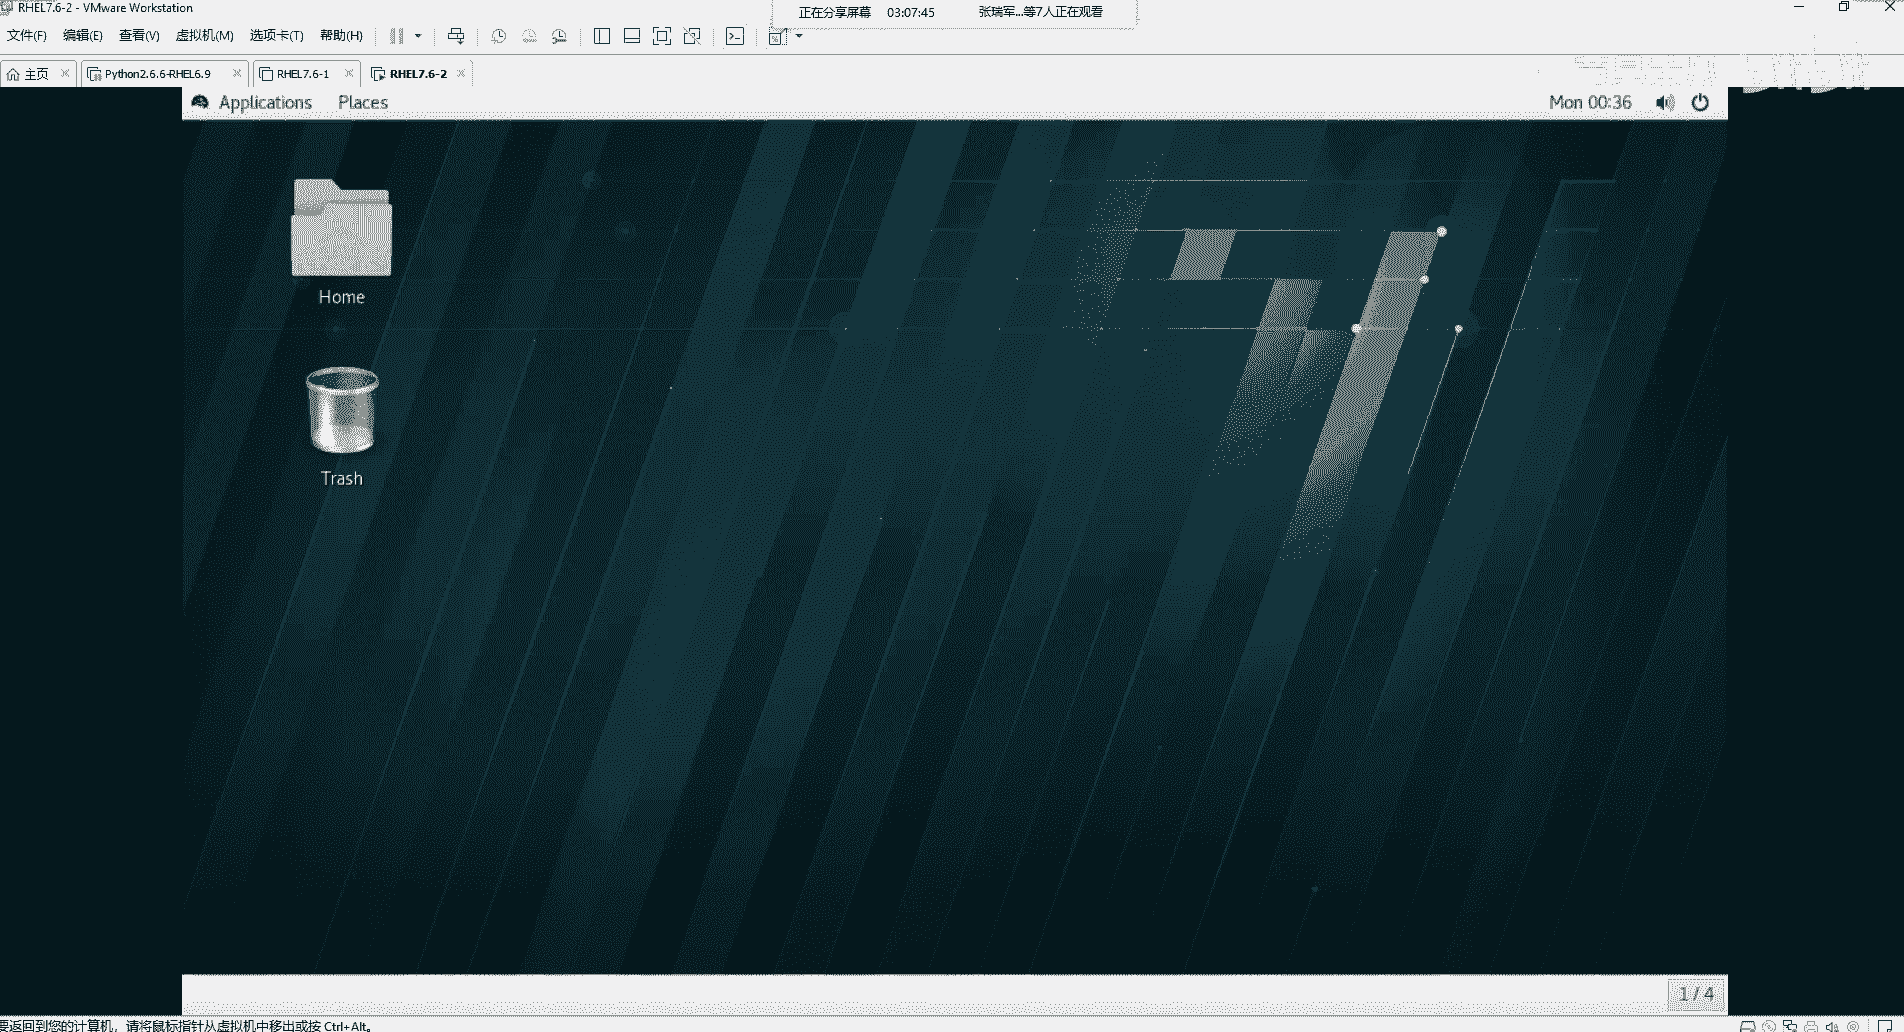 RHEL7.6-2 - VMware Workstation
正在分享屏幕 03:07:45 张瑞军...等7人正在观看
文件(F) 编辑(E) 查看(V) 虚拟机(M) 选项卡(T) 帮助(H)
主页 Python2.6.6-RHEL6.9 RHEL7.6-1 RHEL7.6-2
Applications Places Mon 00:36
Home
Trash
1 / 4
要返回到您的计算机，请将鼠标指针从虚拟机中移出或按 Ctrl+Alt。